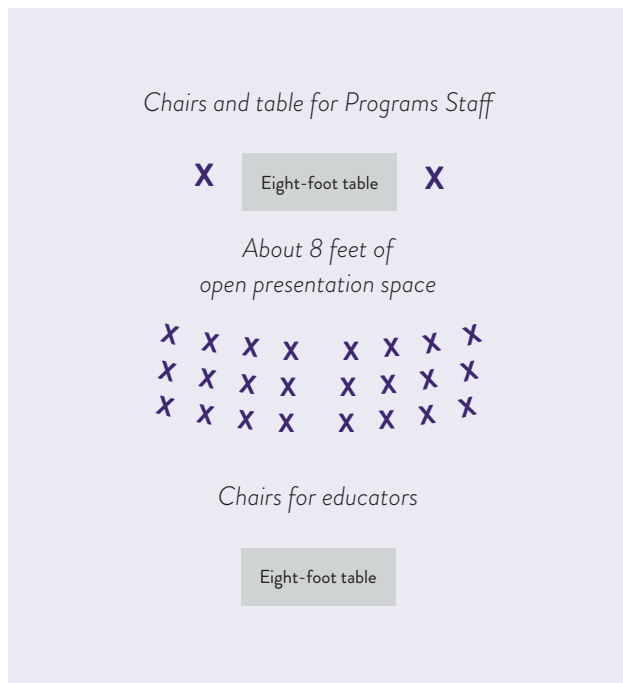 Chairs and table for Programs Staff
X Eight-foot table X
About 8 feet of
open presentation space
X X X X X X X X
X X X X X X X X
X X X X X X X X
Chairs for educators
Eight-foot table